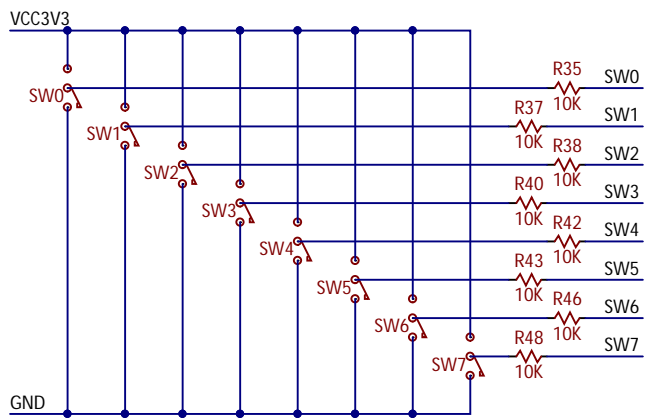 VCC3V3
R35
SW0
SW0
10K
R37
SW1
SW1
10K
R38
SW2
SW2
10K
R40
SW3
SW3
10K
R42
SW4
SW4
10K
R43
SW5
SW5
10K
R46
SW6
SW6
10K
R48
SW7
SW7
10K
GND